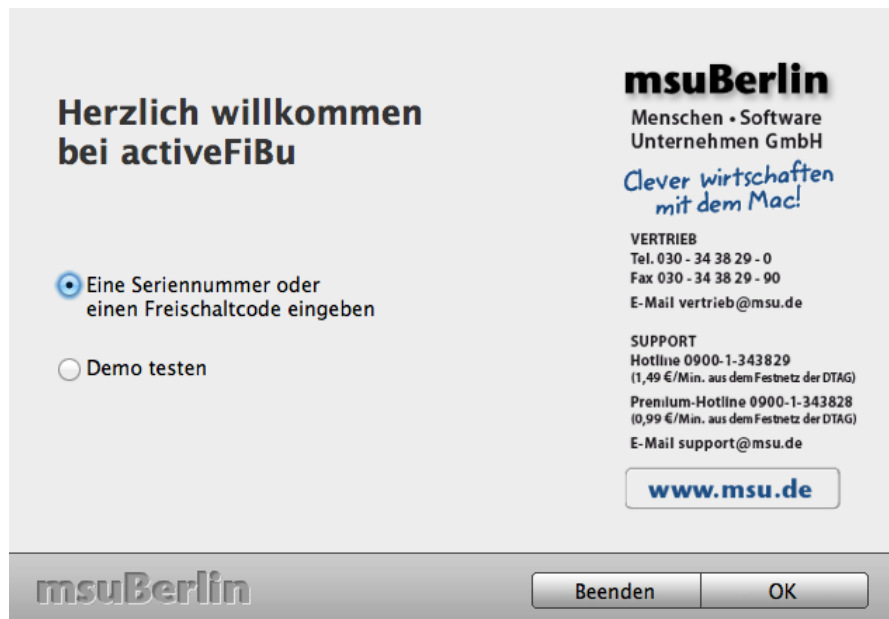 Herzlich willkommen
bei activeFiBu
Eine Seriennummer oder
einen Freischaltcode eingeben
Demo testen
msuBerlin
Menschen • Software
Unternehmen GmbH
Clever wirtschaften
mit dem Mac!
VERTRIEB
Tel. 030 - 34 38 29 - 0
Fax 030 - 34 38 29 - 90
E-Mail vertrieb@msu.de
SUPPORT
Hotline 0900-1-343829
(1,49 €/Min. aus dem Festnetz der DTAG)
Premium-Hotline 0900-1-343828
(0,99 €/Min. aus dem Festnetz der DTAG)
E-Mail support@msu.de
www.msu.de
msuBerlin
Beenden OK